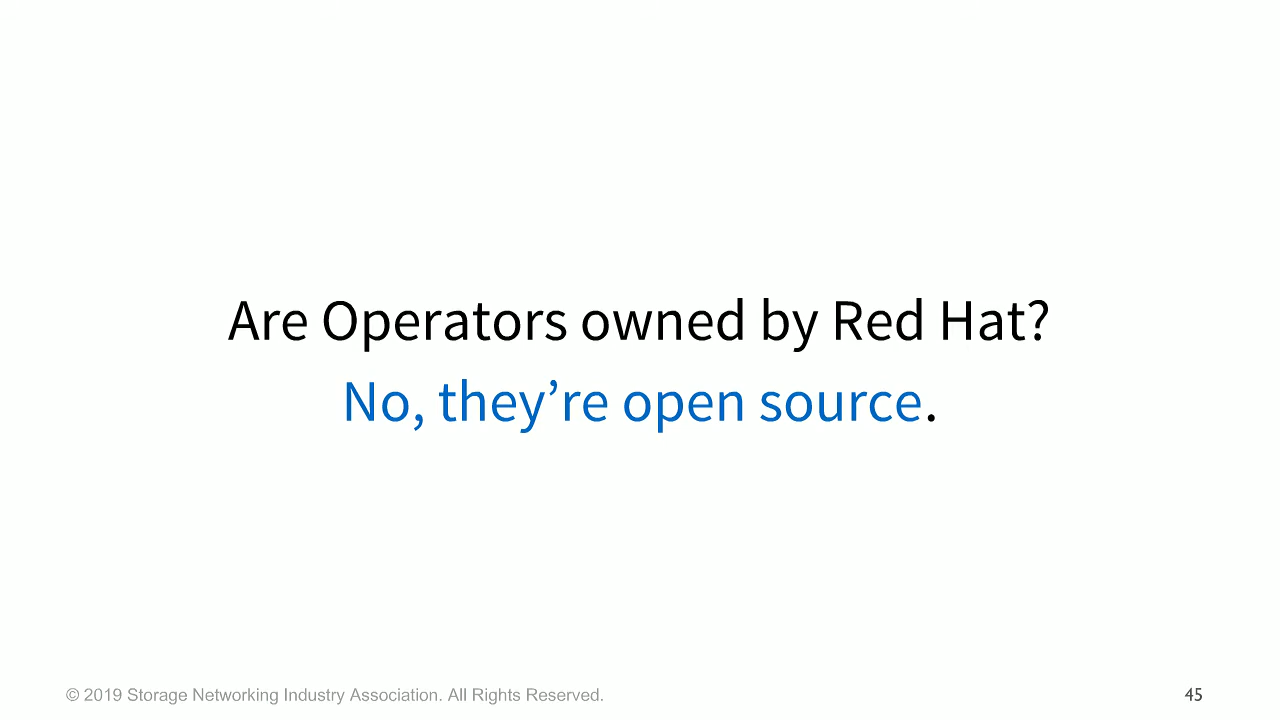 Are Operators owned by Red Hat?
No, they’re open source.
© 2019 Storage Networking Industry Association. All Rights Reserved.
45